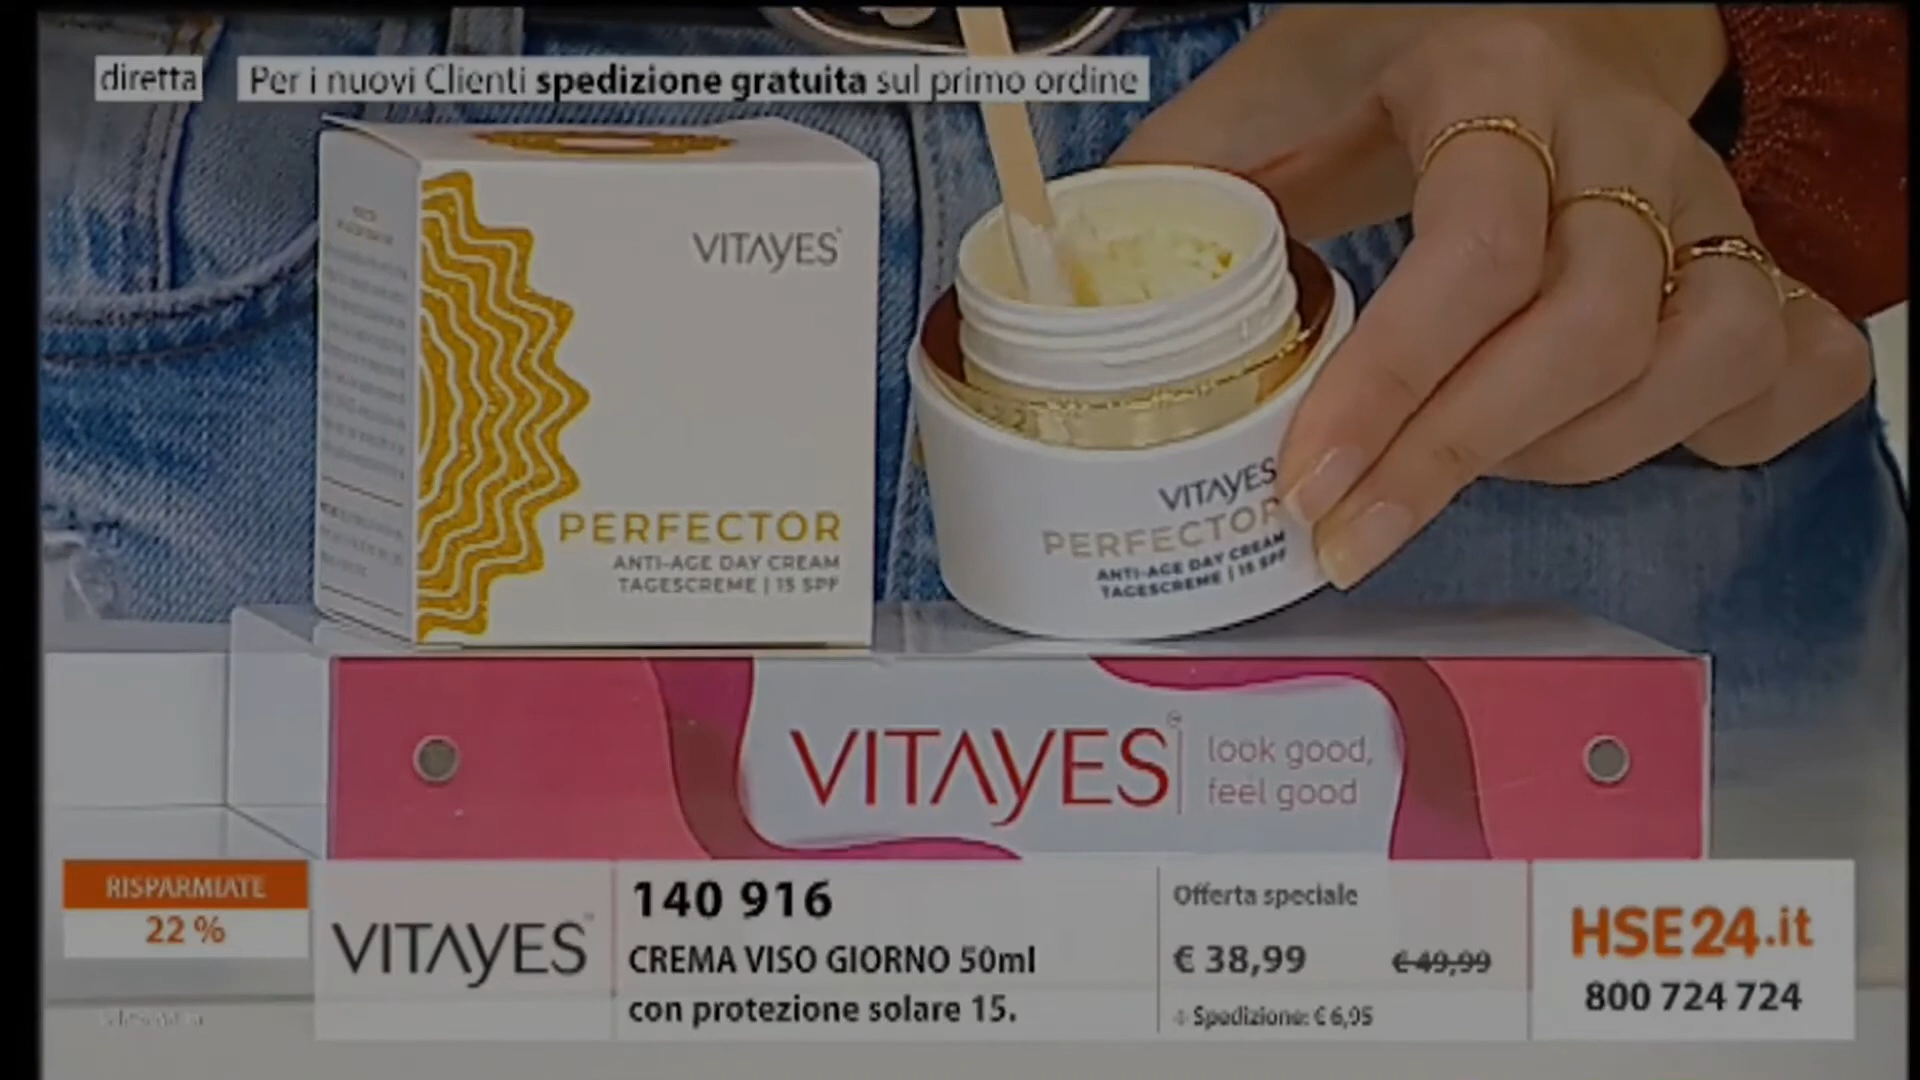 diretta
Per i nuovi Clienti spedizione gratuita sul primo ordine
VITAYES
PERFECTOR
ANTI-AGE DAY CREAM
TAGESCREME | 15 SPF
VITAYES
PERFECTOR
ANTI-AGE DAY CREAM
TAGESCREME | 15 SPF
VITAYES
look good,
feel good
RISPARMIATE
22 %
VITAYES
140 916
CREMA VISO GIORNO 50ml
con protezione solare 15.
Offerta speciale
€ 38,99 € 49,99
+ Spedizione: € 6,95
HSE24.it
800 724 724